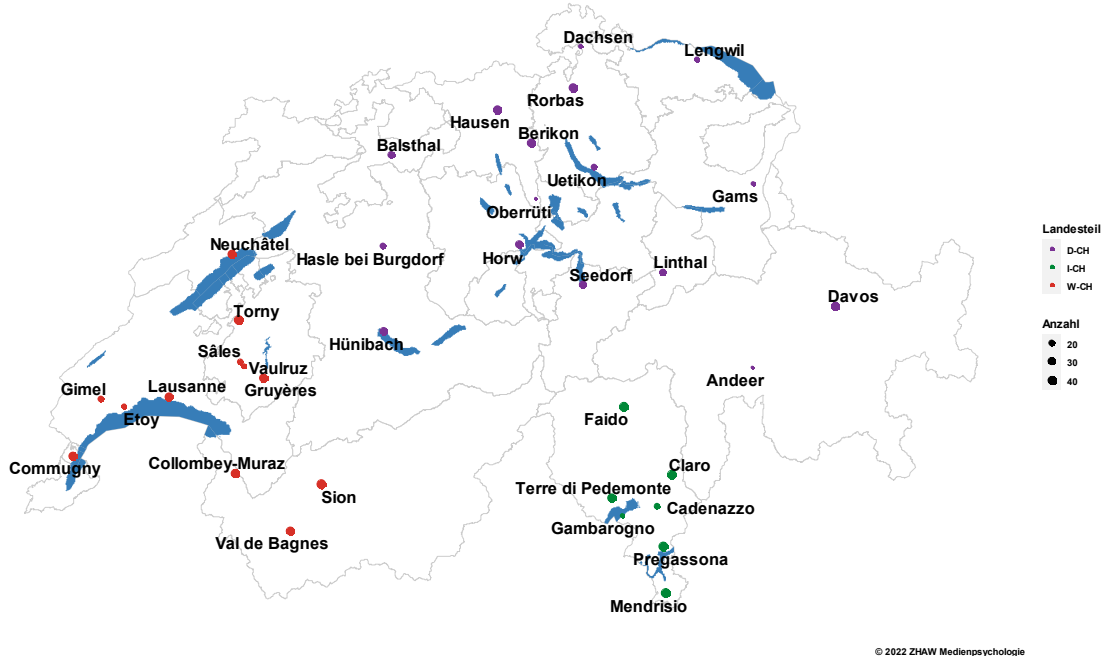 Dachsen
Lengwil
Rorbas
Hausen
Berikon
Balsthal
Uetikon
Gams
Oberrüti
Neuchâtel
Hasle bei Burgdorf
Horw
Linthal
Seedorf
Davos
Torny
Hünibach
Sâles
Vaulruz
Gruyères
Andeer
Gimel
Lausanne
Etoy
Faido
Commugny
Collombey-Muraz
Claro
Sion
Terre di Pedemonte
Cadenazzo
Gambarogno
Val de Bagnes
Pregassona
Mendrisio
Landesteil
D-CH
I-CH
W-CH
Anzahl
20
30
40
© 2022 ZHAW Medienpsychologie